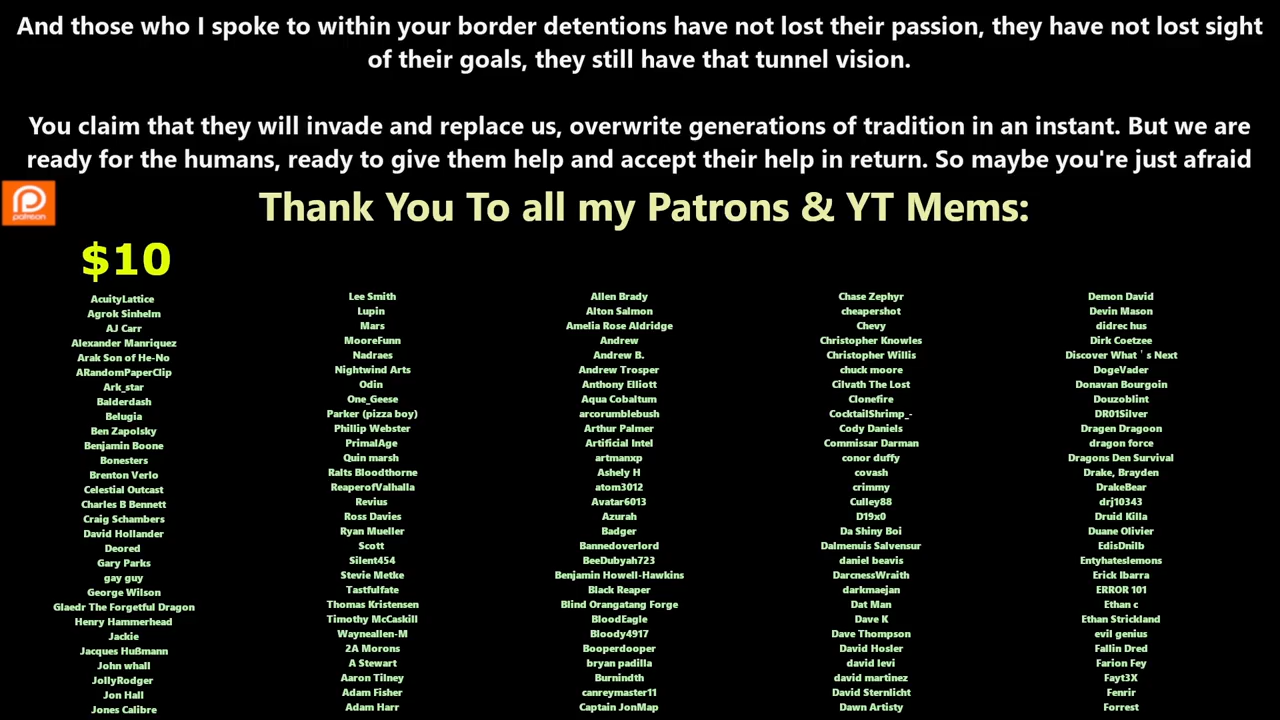 And those who I spoke to within your border detentions have not lost their passion, they have not lost sight
of their goals, they still have that tunnel vision.
You claim that they will invade and replace us, overwrite generations of tradition in an instant. But we are
ready for the humans, ready to give them help and accept their help in return. So maybe you're just afraid
patreon
Thank You To all my Patrons & YT Mems:
$10
AcuityLattice
Agrok Sinhelm
AJ Carr
Alexander Manriquez
Arak Son of He-No
ARandomPaperClip
Ark_star
Balderdash
Belugia
Ben Zapolsky
Benjamin Boone
Bonesters
Brenton Verlo
Celestial Outcast
Charles B Bennett
Craig Schambers
David Hollander
Deored
Gary Parks
gay guy
George Wilson
Glaedr The Forgetful Dragon
Henry Hammerhead
Jackie
Jacques Hußmann
John whall
JollyRodger
Jon Hall
Jones Calibre
Lee Smith
Lupin
Mars
MooreFunn
Nadraes
Nightwind Arts
Odin
One_Geese
Parker (pizza boy)
Phillip Webster
PrimalAge
Quin marsh
Ralts Bloodthorne
ReaperofValhalla
Revius
Ross Davies
Ryan Mueller
Scott
Silent454
Stevie Metke
Tastfulfate
Thomas Kristensen
Timothy McCaskill
Wayneallen-M
2A Morons
A Stewart
Aaron Tilney
Adam Fisher
Adam Harr
Allen Brady
Alton Salmon
Amelia Rose Aldridge
Andrew
Andrew B.
Andrew Trosper
Anthony Elliott
Aqua Cobaltum
arcorumblebush
Arthur Palmer
Artificial Intel
artmanxp
Ashely H
atom3012
Avatar6013
Azurah
Badger
Bannedoverlord
BeeDubyah723
Benjamin Howell-Hawkins
Black Reaper
Blind Orangatang Forge
BloodEagle
Bloody4917
Booperdooper
bryan padilla
Burnindth
canreymaster11
Captain JonMap
Chase Zephyr
cheapershot
Chevy
Christopher Knowles
Christopher Willis
chuck moore
Cilvath The Lost
Clonefire
CocktailShrimp_-
Cody Daniels
Commissar Darman
conor duffy
covash
crimmy
Culley88
D19x0
Da Shiny Boi
Dalmenuis Salvensur
daniel beavis
DarcnessWraith
darkmaejan
Dat Man
Dave K
Dave Thompson
David Hosler
david levi
david martinez
David Sternlicht
Dawn Artisty
Demon David
Devin Mason
didrec hus
Dirk Coetzee
Discover What's Next
DogeVader
Donavan Bourgoin
Douzoblint
DR01Silver
Dragen Dragoon
dragon force
Dragons Den Survival
Drake, Brayden
DrakeBear
drj10343
Druid Killa
Duane Olivier
EdisDnilb
Entyhateslemons
Erick Ibarra
ERROR 101
Ethan c
Ethan Strickland
evil genius
Fallin Dred
Farion Fey
Fayt3X
Fenrir
Forrest